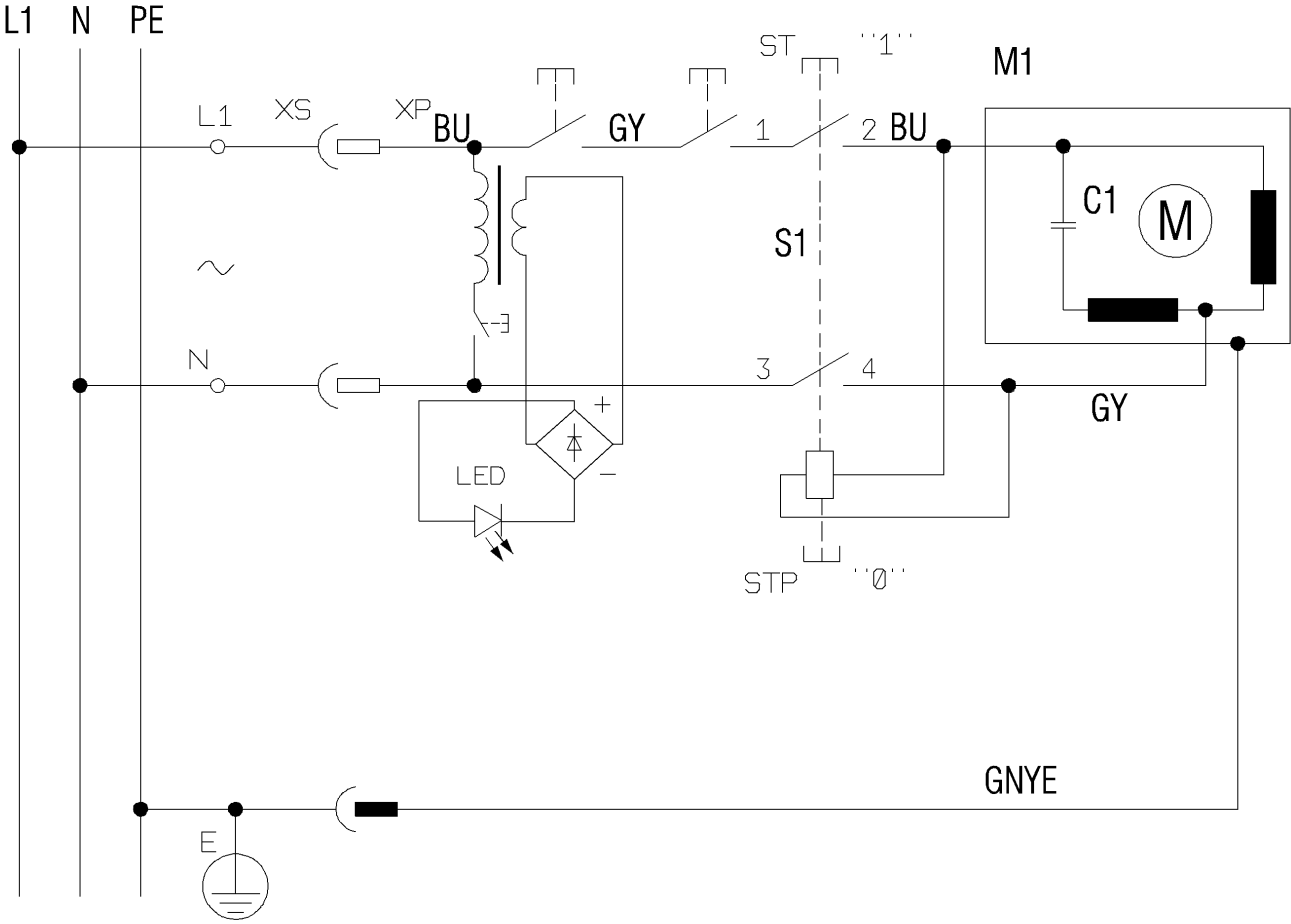 L1 N PE
ST "1"
M1
L1 XS XP BU GY 1 2 BU
C1
M
S1
N 3 4
GY
+
LED -
STP "0"
GNYE
E